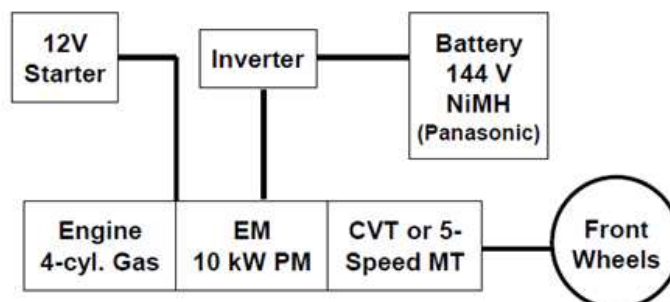 12V
Starter
Inverter
Battery
144 V
NiMH
(Panasonic)
Engine
4-cyl. Gas
EM
10 kW PM
CVT or 5-
Speed MT
Front
Wheels